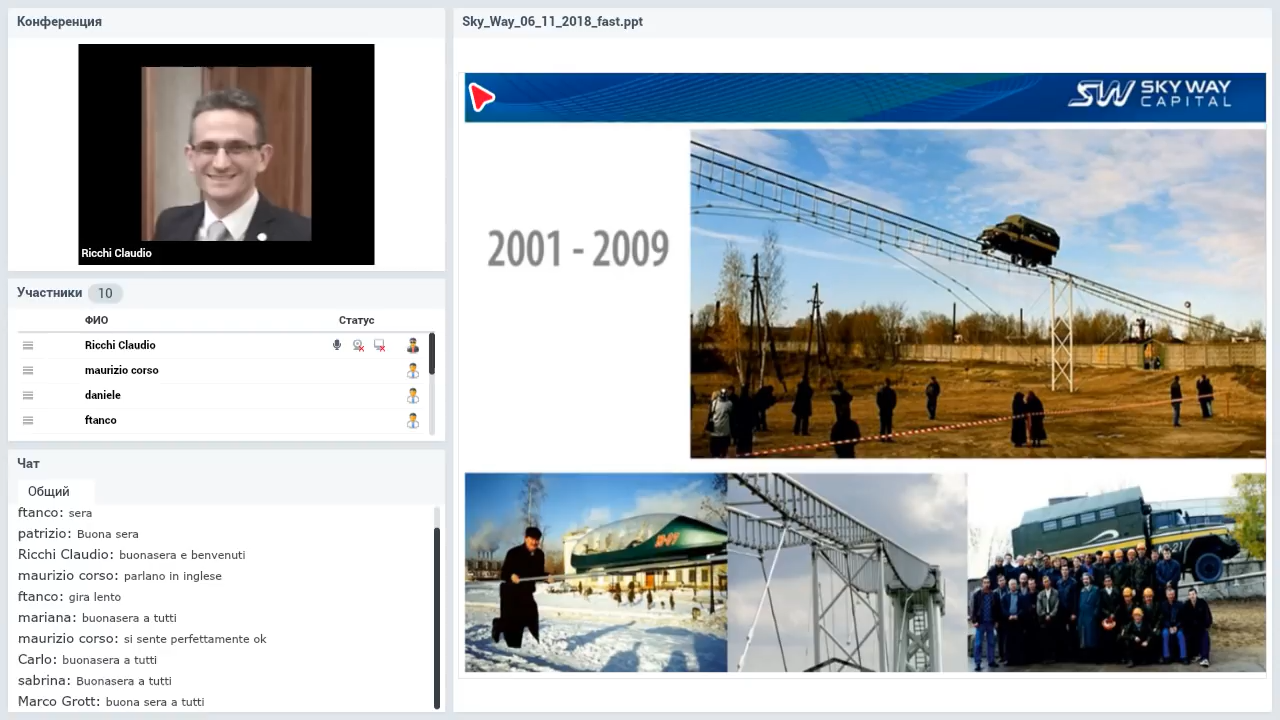 Конференция
Ricchi Claudio
Участники 10
ФИО Статус
Ricchi Claudio
maurizio corso
daniele
ftanco
Чат
Общий
ftanco: sera
patrizio: Buona sera
Ricchi Claudio: buonasera e benvenuti
maurizio corso: parlano in inglese
ftanco: gira lento
mariana: buonasera a tutti
maurizio corso: si sente perfettamente ok
Carlo: buonasera a tutti
sabrina: Buonasera a tutti
Marco Grott: buona sera a tutti
Sky_Way_06_11_2018_fast.ppt
SW SKY WAY
CAPITAL
2001 - 2009